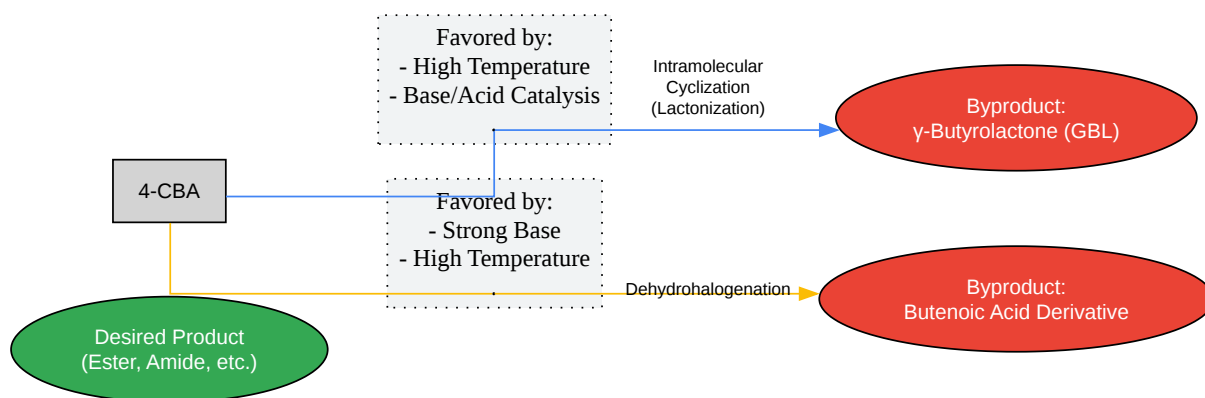 Favored by:
- High Temperature
- Base/Acid Catalysis
Intramolecular
Cyclization
(Lactonization)
Byproduct:
γ-Butyrolactone (GBL)
4-CBA
Favored by:
- Strong Base
- High Temperature
Dehydrohalogenation
Byproduct:
Butenoic Acid Derivative
Desired Product
(Ester, Amide, etc.)